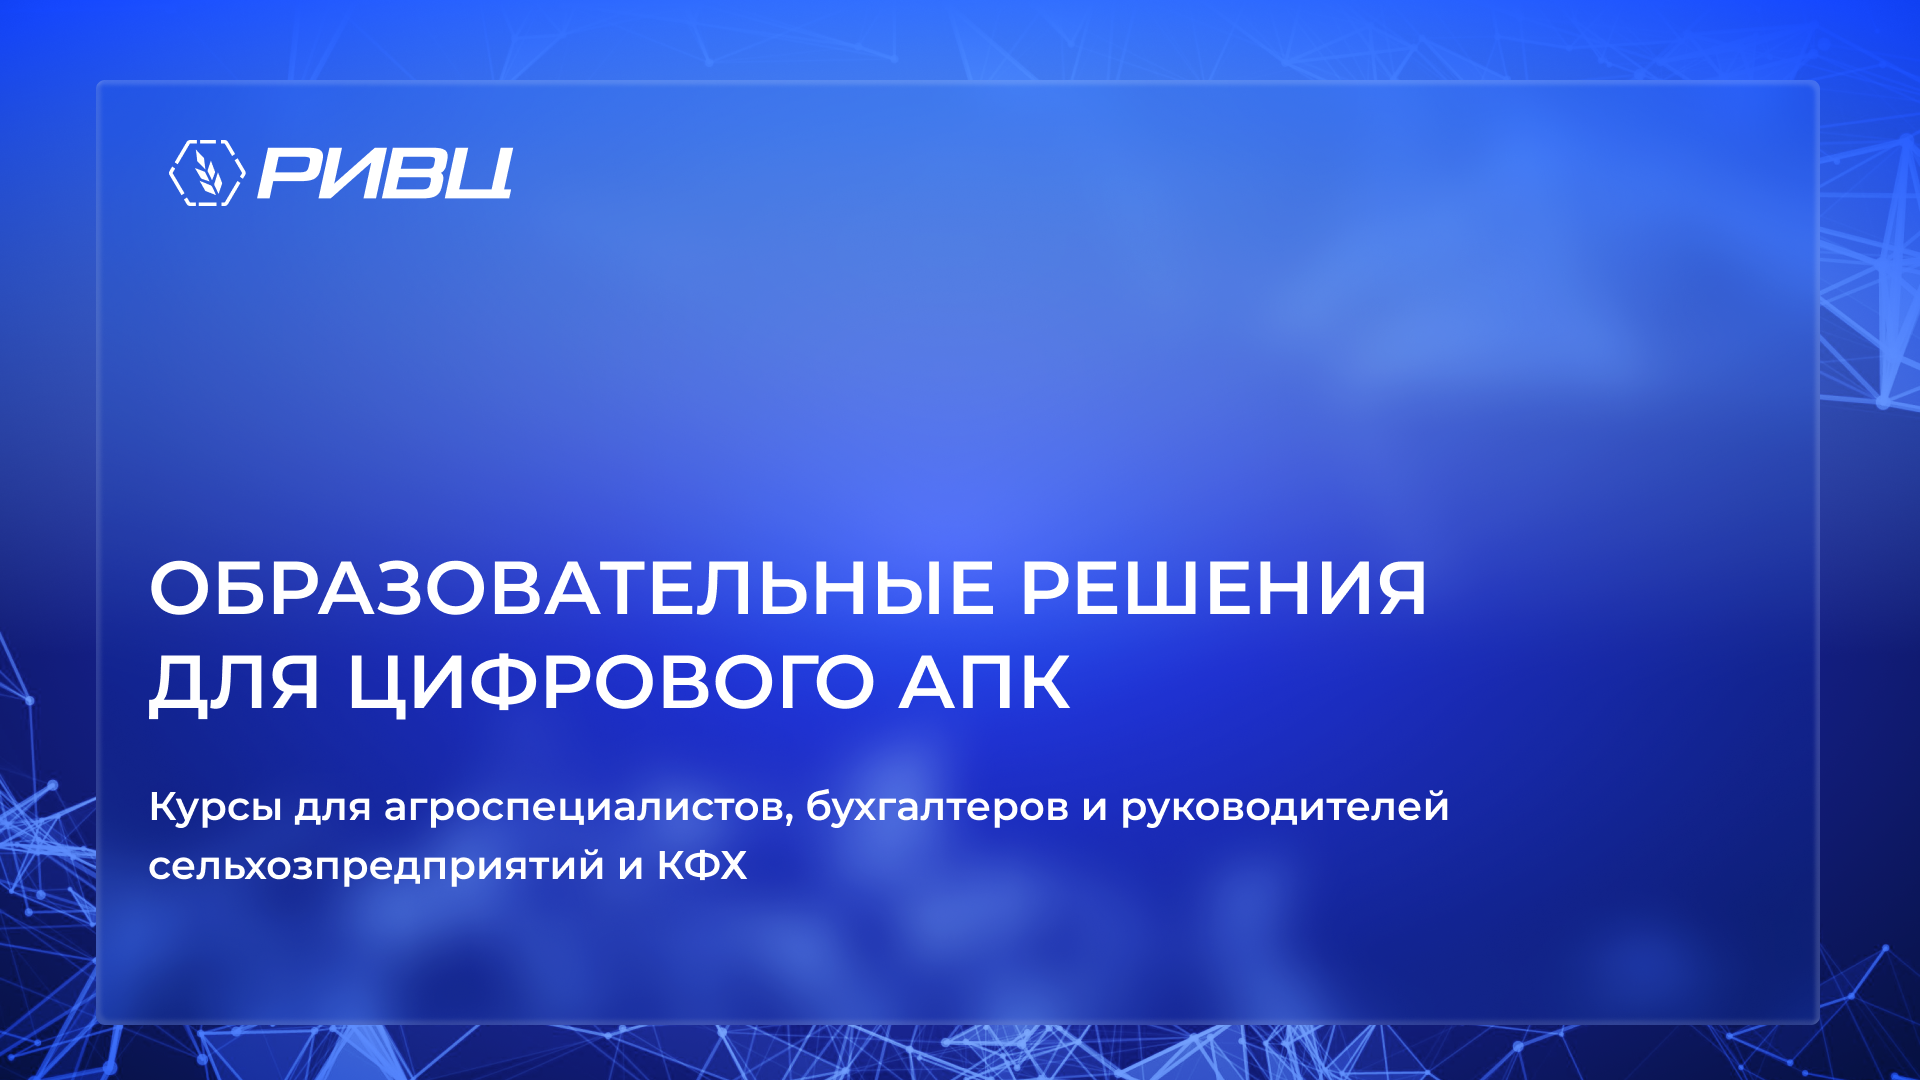 РИВЦ
ОБРАЗОВАТЕЛЬНЫЕ РЕШЕНИЯ
ДЛЯ ЦИФРОВОГО АПК
Курсы для агроспециалистов, бухгалтеров и руководителей
сельхозпредприятий и КФХ